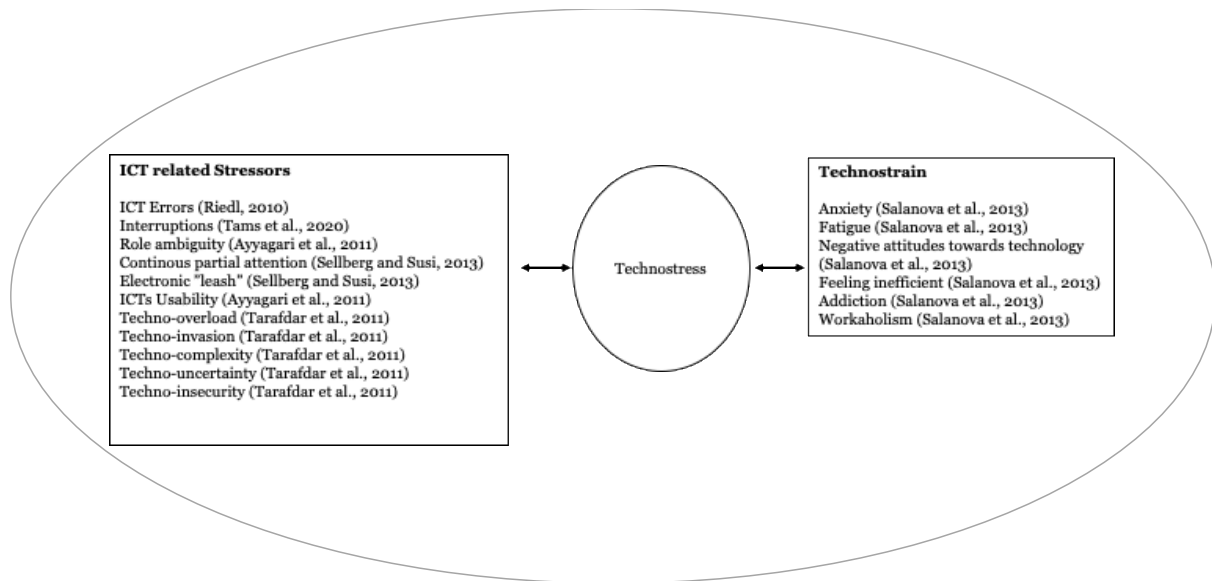 ICT related Stressors
ICT Errors (Riedl, 2010)
Interruptions (Tams et al., 2020)
Role ambiguity (Ayyagari et al., 2011)
Continous partial attention (Sellberg and Susi, 2013)
Electronic "leash" (Sellberg and Susi, 2013)
ICTs Usability (Ayyagari et al., 2011)
Techno-overload (Tarafdar et al., 2011)
Techno-invasion (Tarafdar et al., 2011)
Techno-complexity (Tarafdar et al., 2011)
Techno-uncertainty (Tarafdar et al., 2011)
Techno-insecurity (Tarafdar et al., 2011)
Technostress
Technostrain
Anxiety (Salanova et al., 2013)
Fatigue (Salanova et al., 2013)
Negative attitudes towards technology
(Salanova et al., 2013)
Feeling inefficient (Salanova et al., 2013)
Addiction (Salanova et al., 2013)
Workaholism (Salanova et al., 2013)